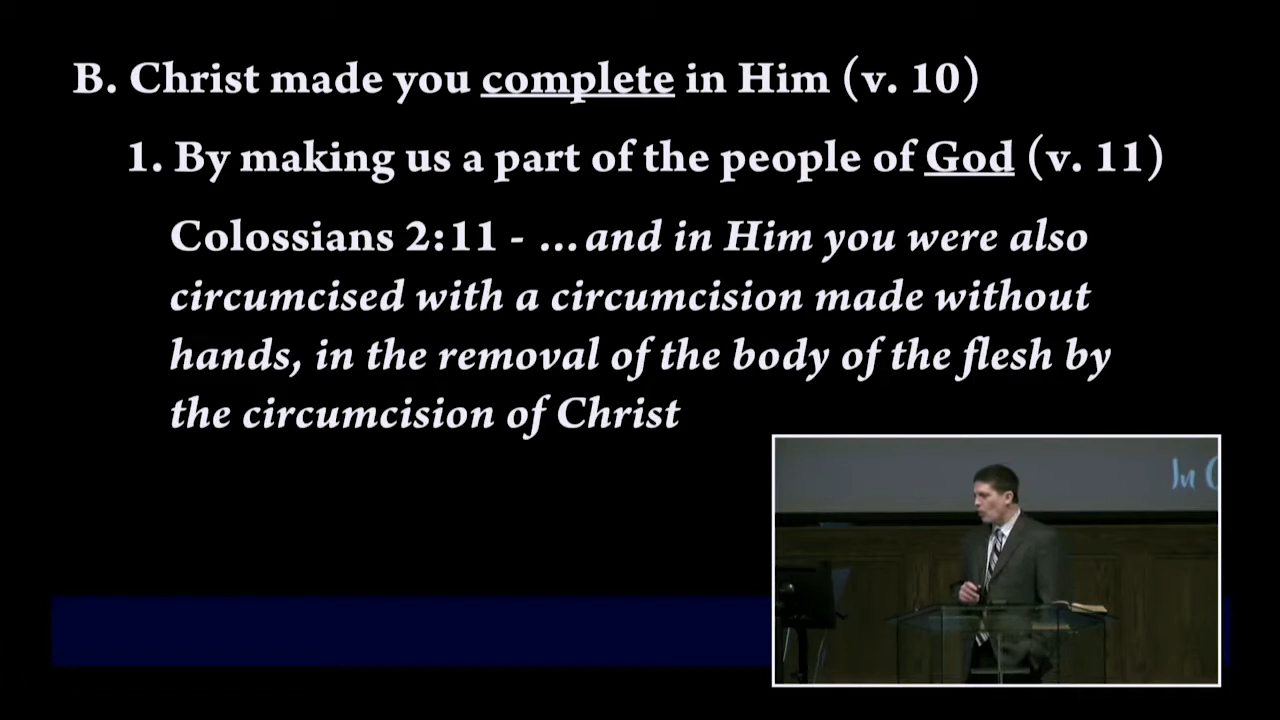 B. Christ made you complete in Him (v. 10)
1. By making us a part of the people of God (v. 11)
Colossians 2:11 - ...and in Him you were also
circumcised with a circumcision made without
hands, in the removal of the body of the flesh by
the circumcision of Christ
In